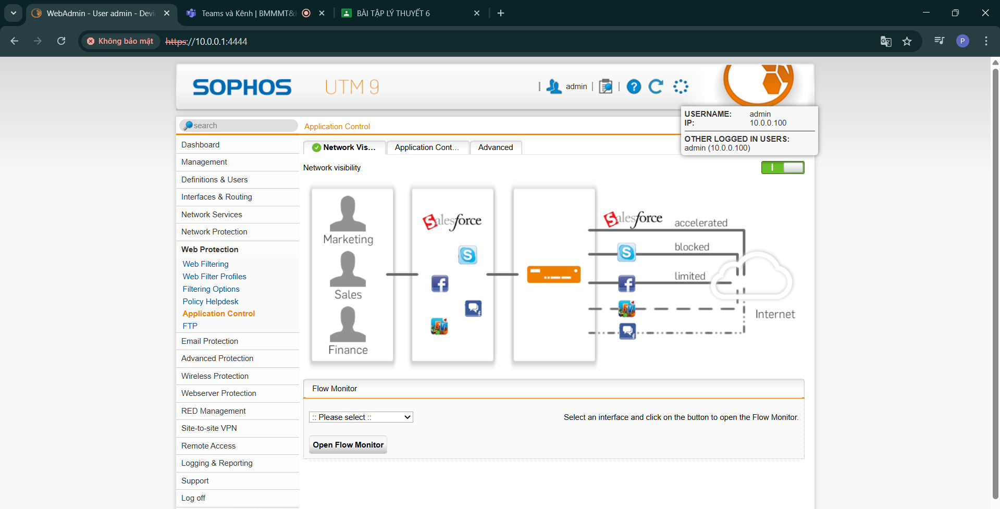 WebAdmin - User admin - Devi
Teams và Kênh | BMMMT&
BÀI TẬP LÝ THUYẾT 6
Không bảo mật
https://10.0.0.1:4444
P
SOPHOS
UTM 9
admin
?
USERNAME: admin
IP: 10.0.0.100
OTHER LOGGED IN USERS:
admin (10.0.0.100)
search
Application Control
Dashboard
Management
Definitions & Users
Interfaces & Routing
Network Services
Network Protection
Web Protection
Web Filtering
Web Filter Profiles
Filtering Options
Policy Helpdesk
Application Control
FTP
Email Protection
Advanced Protection
Wireless Protection
Webserver Protection
RED Management
Site-to-site VPN
Remote Access
Logging & Reporting
Support
Log off
Network Vis...
Application Cont...
Advanced
Network visibility
Marketing
Sales
Finance
Salesforce
Salesforce
accelerated
blocked
limited
Internet
Flow Monitor
:: Please select ::
Select an interface and click on the button to open the Flow Monitor.
Open Flow Monitor